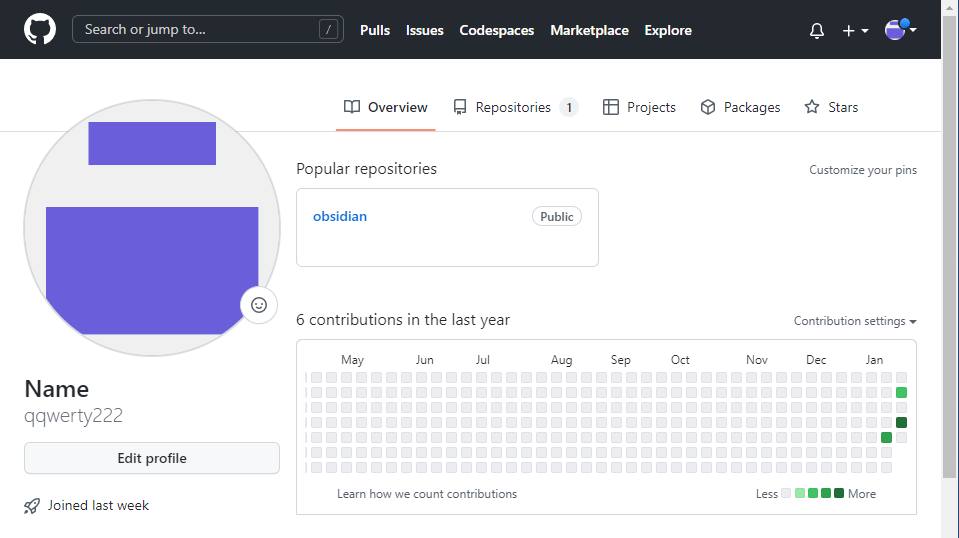 Search or jump to... / Pulls Issues Codespaces Marketplace Explore
Overview Repositories 1 Projects Packages Stars
Popular repositories Customize your pins
obsidian Public
6 contributions in the last year Contribution settings
May Jun Jul Aug Sep Oct Nov Dec Jan
Learn how we count contributions Less More
Name
qqwerty222
Edit profile
Joined last week